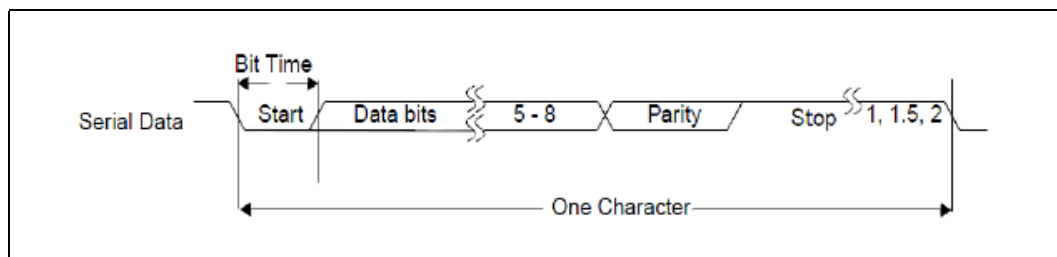 Bit Time
Serial Data Start Data bits 5 - 8 Parity Stop 1, 1.5, 2
One Character